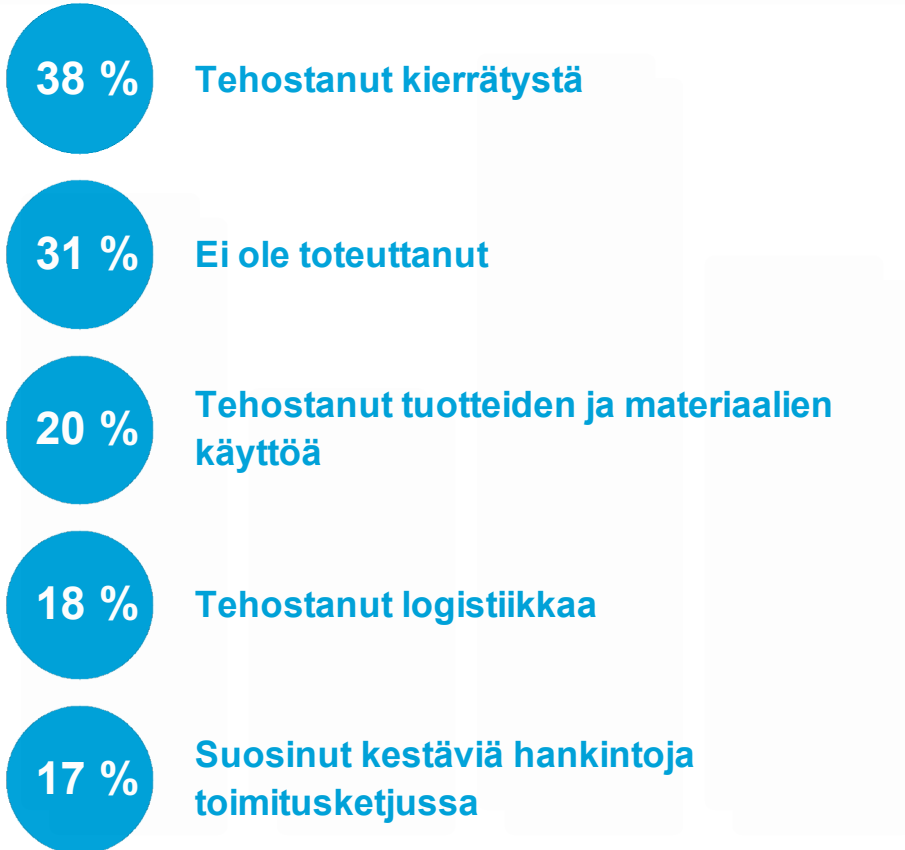 38 %
Tehostanut kierrätystä
31 %
Ei ole toteuttanut
20 %
Tehostanut tuotteiden ja materiaalien
käyttöä
18 %
Tehostanut logistiikkaa
17 %
Suosinut kestäviä hankintoja
toimitusketjussa